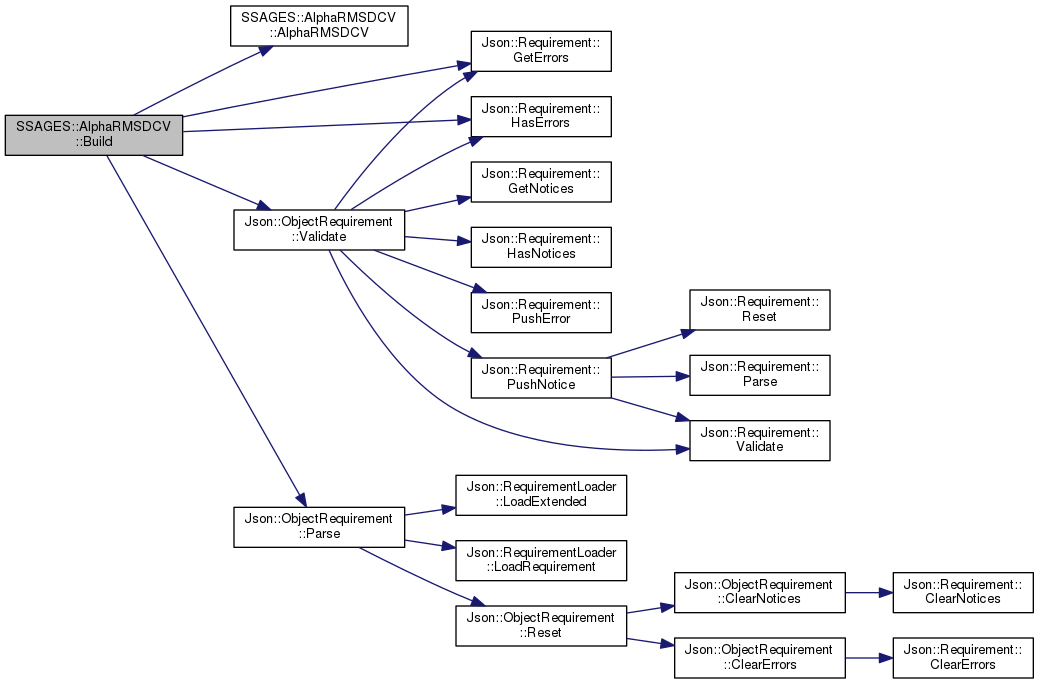 SSAGES::AlphaRMSDCV
::AlphaRMSDCV
Json::Requirement::
GetErrors
Json::Requirement::
HasErrors
SSAGES::AlphaRMSDCV
::Build
Json::Requirement::
GetNotices
Json::ObjectRequirement
::Validate
Json::Requirement::
HasNotices
Json::Requirement::
PushError
Json::Requirement::
Reset
Json::Requirement::
PushNotice
Json::Requirement::
Parse
Json::Requirement::
Validate
Json::RequirementLoader
::LoadExtended
Json::ObjectRequirement
::Parse
Json::RequirementLoader
::LoadRequirement
Json::ObjectRequirement
::Reset
Json::ObjectRequirement
::ClearNotices
Json::Requirement::
ClearNotices
Json::ObjectRequirement
::ClearErrors
Json::Requirement::
ClearErrors